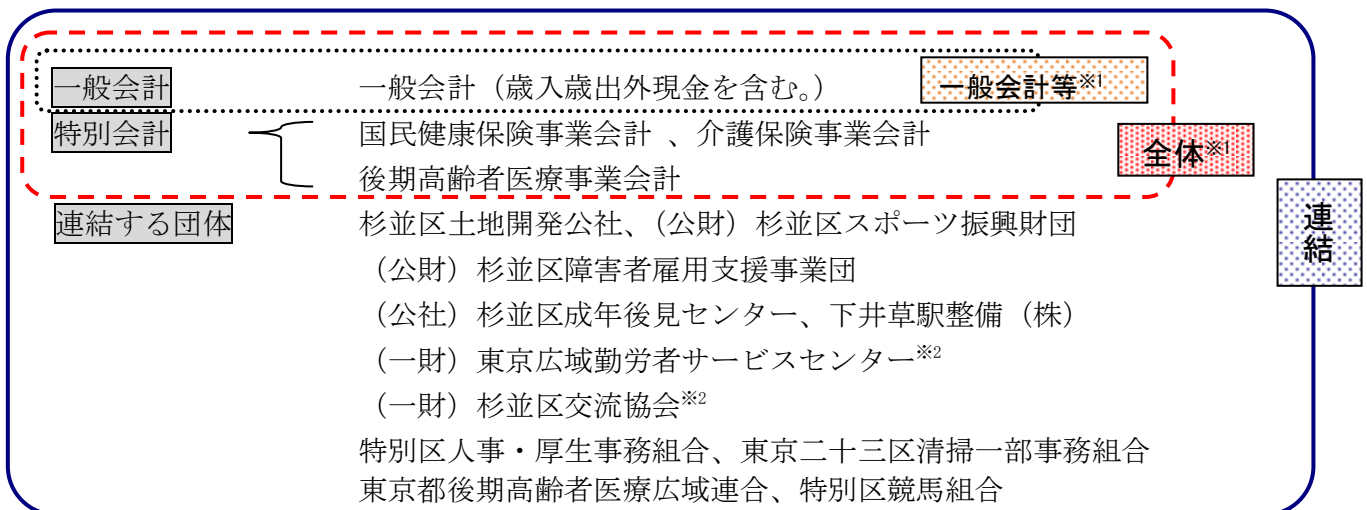 一般会計 一般会計（歳入歳出外現金を含む。） 一般会計等※1
特別会計 国民健康保険事業会計 、介護保険事業会計
全体※1
後期高齢者医療事業会計
連結する団体 杉並区土地開発公社、（公財）杉並区スポーツ振興財団
連結
（公財）杉並区障害者雇用支援事業団
（公社）杉並区成年後見センター、下井草駅整備（株）
（一財）東京広域勤労者サービスセンター※2
（一財）杉並区交流協会※2
特別区人事・厚生事務組合、東京二十三区清掃一部事務組合
東京都後期高齢者医療広域連合、特別区競馬組合